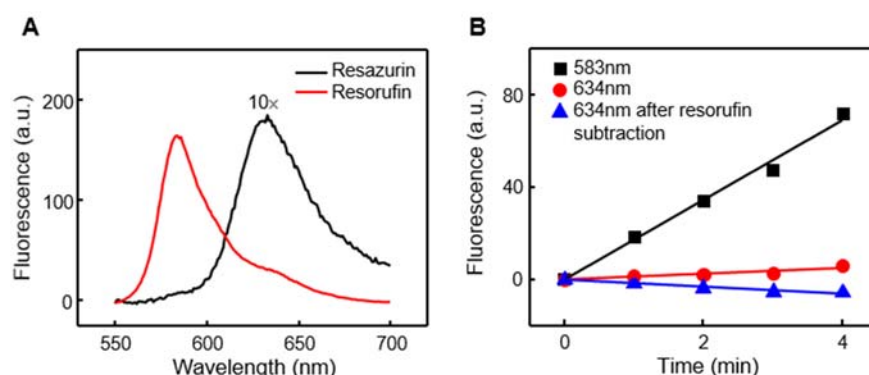 A
Fluorescence (a.u.)
200
100
0
10×
Resazurin
Resorufin
550
600
650
700
Wavelength (nm)
B
Fluorescence (a.u.)
80
40
0
583nm
634nm
634nm after resorufin
subtraction
0
2
4
Time (min)